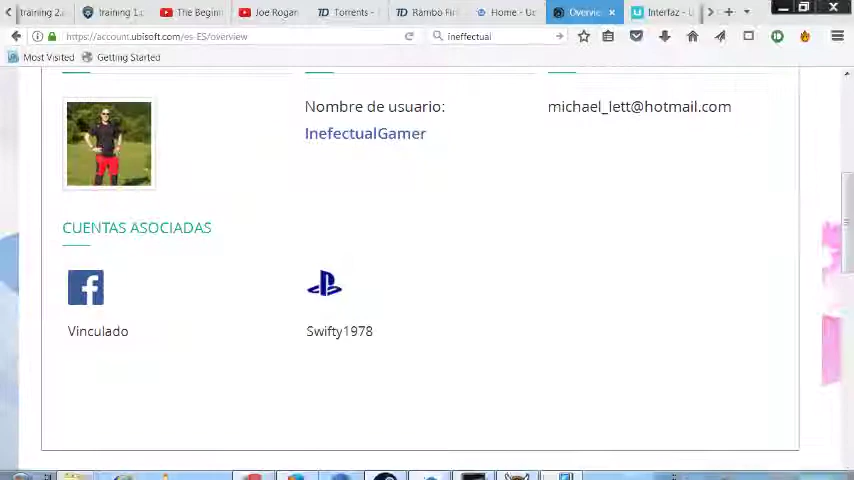 training 2.
training 1.
The Beginn
Joe Rogan
Torrents -
Rambo Fi
Home - Uc
Overvie
Interfaz - U
https://account.ubisoft.com/es-ES/overview
ineffectual
Most Visited
Getting Started
Nombre de usuario:
michael_lett@hotmail.com
InefectualGamer
CUENTAS ASOCIADAS
Vinculado
Swifty1978